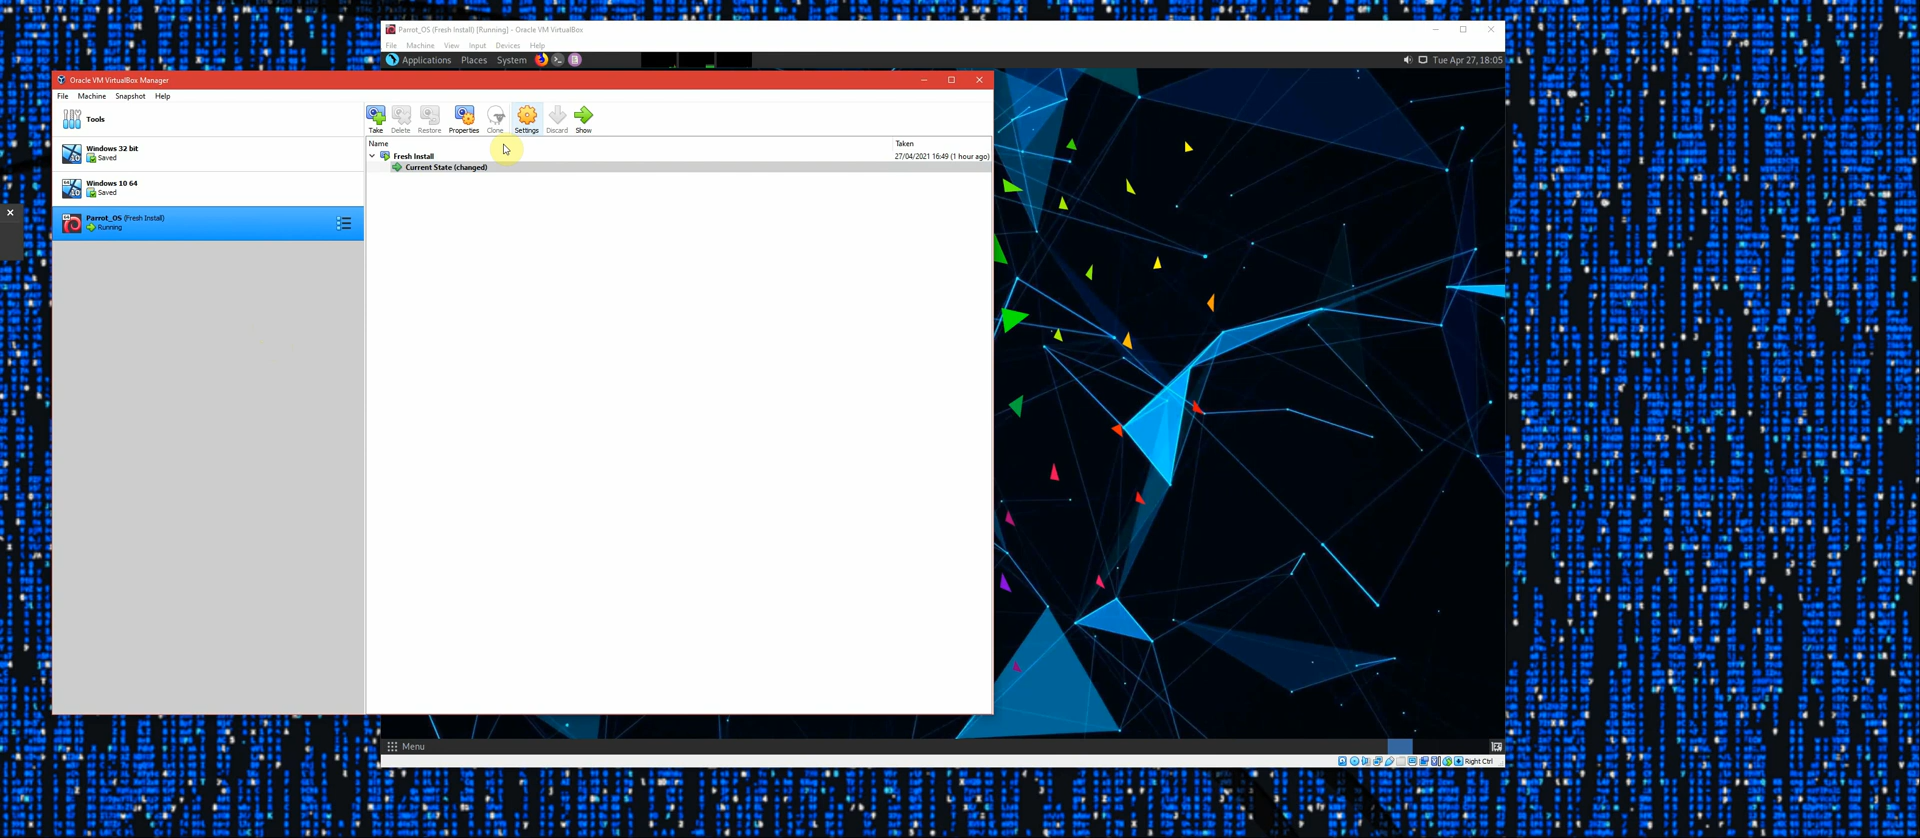 Parrot_OS (Fresh Install) [Running] - Oracle VM VirtualBox
File Machine View Input Devices Help
Applications Places System
Tue Apr 27, 18:05
Oracle VM VirtualBox Manager
File Machine Snapshot Help
Tools
Windows 32 bit
Saved
Windows 10 64
Saved
Parrot_OS (Fresh Install)
Running
Take Delete Restore Properties Clone Settings Discard Show
Name Taken
Fresh Install 27/04/2021 16:49 (1 hour ago)
Current State (changed)
Menu
Right Ctrl